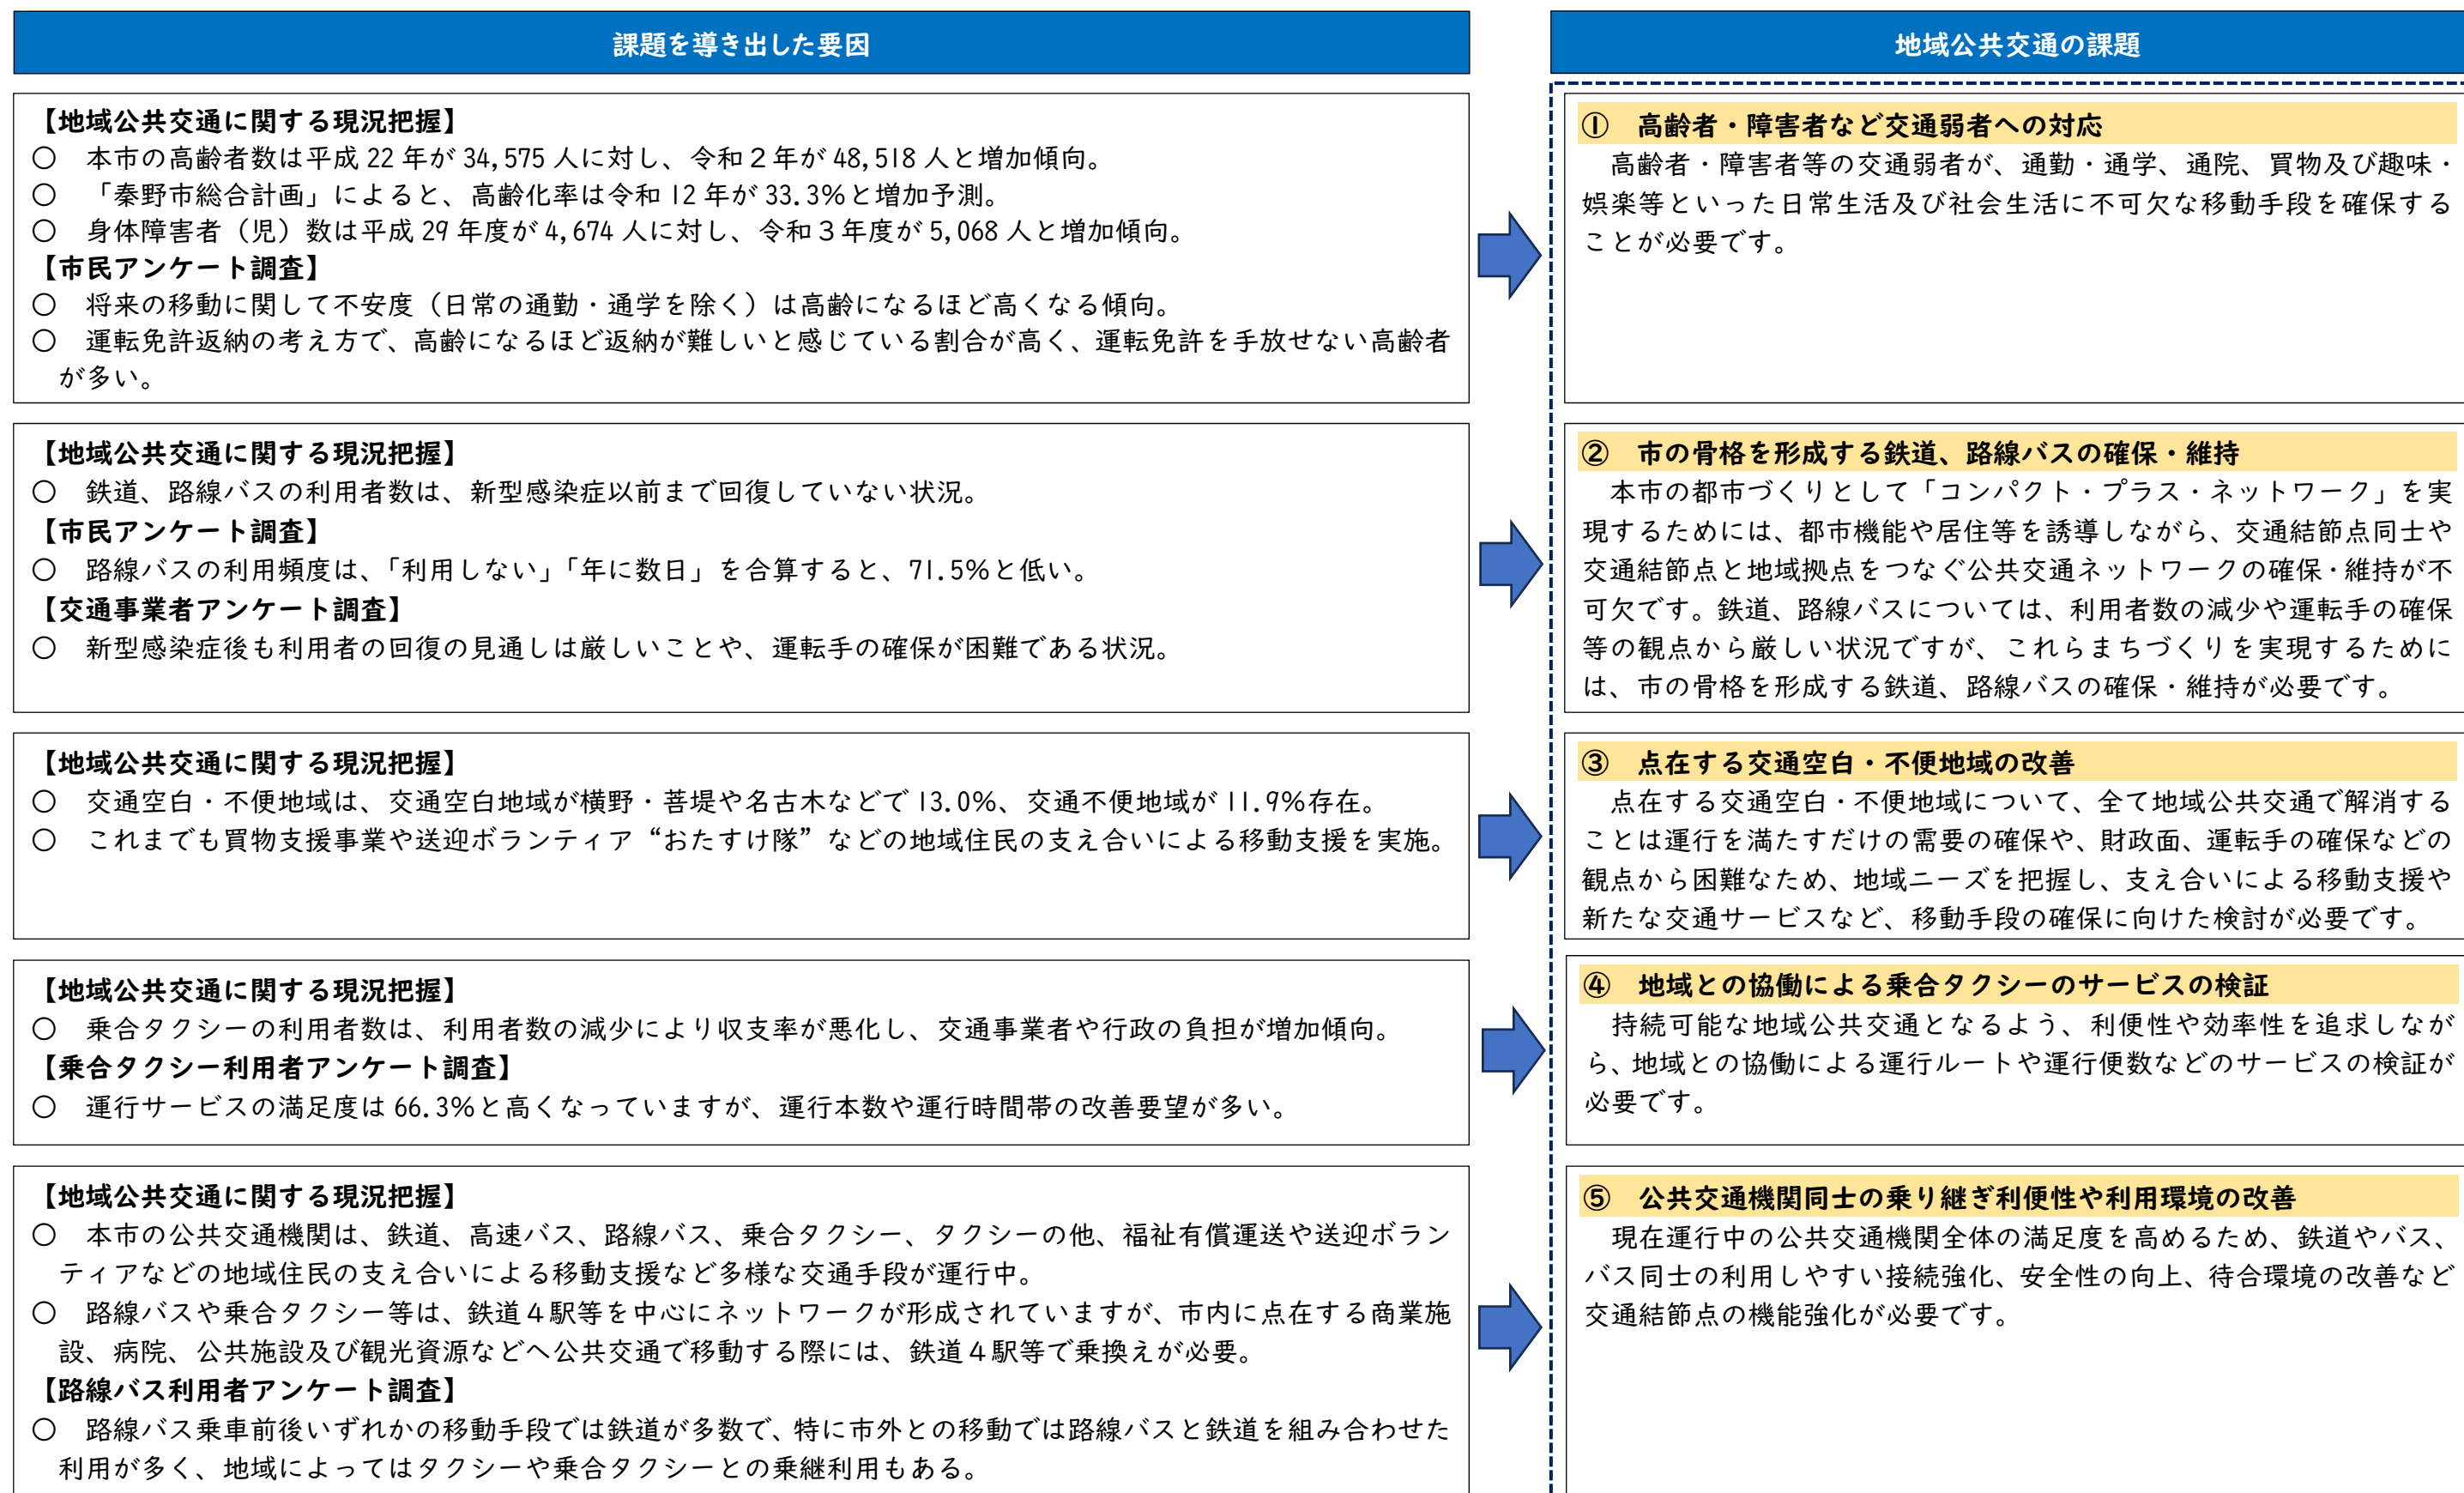 課題を導き出した要因
地域公共交通の課題
【地域公共交通に関する現況把握】
○　本市の高齢者数は平成 22 年が 34,575 人に対し、令和２年が 48,518 人と増加傾向。
○　「秦野市総合計画」によると、高齢化率は令和 12 年が 33.3％と増加予測。
○　身体障害者（児）数は平成 29 年度が 4,674 人に対し、令和３年度が 5,068 人と増加傾向。
【市民アンケート調査】
○　将来の移動に関して不安度（日常の通勤・通学を除く）は高齢になるほど高くなる傾向。
○　運転免許返納の考え方で、高齢になるほど返納が難しいと感じている割合が高く、運転免許を手放せない高齢者
が多い。
①　高齢者・障害者など交通弱者への対応
高齢者・障害者等の交通弱者が、通勤・通学、通院、買物及び趣味・
娯楽等といった日常生活及び社会生活に不可欠な移動手段を確保する
ことが必要です。
【地域公共交通に関する現況把握】
○　鉄道、路線バスの利用者数は、新型感染症以前まで回復していない状況。
【市民アンケート調査】
○　路線バスの利用頻度は、「利用しない」「年に数日」を合算すると、71.5％と低い。
【交通事業者アンケート調査】
○　新型感染症後も利用者の回復の見通しは厳しいことや、運転手の確保が困難である状況。
②　市の骨格を形成する鉄道、路線バスの確保・維持
本市の都市づくりとして「コンパクト・プラス・ネットワーク」を実
現するためには、都市機能や居住等を誘導しながら、交通結節点同士や
交通結節点と地域拠点をつなぐ公共交通ネットワークの確保・維持が不
可欠です。鉄道、路線バスについては、利用者数の減少や運転手の確保
等の観点から厳しい状況ですが、これらまちづくりを実現するために
は、市の骨格を形成する鉄道、路線バスの確保・維持が必要です。
【地域公共交通に関する現況把握】
○　交通空白・不便地域は、交通空白地域が横野・菩堤や名古木などで 13.0％、交通不便地域が 11.9％存在。
○　これまでも買物支援事業や送迎ボランティア“おたすけ隊”などの地域住民の支え合いによる移動支援を実施。
③　点在する交通空白・不便地域の改善
点在する交通空白・不便地域について、全て地域公共交通で解消する
ことは運行を満たすだけの需要の確保や、財政面、運転手の確保などの
観点から困難なため、地域ニーズを把握し、支え合いによる移動支援や
新たな交通サービスなど、移動手段の確保に向けた検討が必要です。
【地域公共交通に関する現況把握】
○　乗合タクシーの利用者数は、利用者数の減少により収支率が悪化し、交通事業者や行政の負担が増加傾向。
【乗合タクシー利用者アンケート調査】
○　運行サービスの満足度は 66.3％と高くなっていますが、運行本数や運行時間帯の改善要望が多い。
④　地域との協働による乗合タクシーのサービスの検証
持続可能な地域公共交通となるよう、利便性や効率性を追求しなが
ら、地域との協働による運行ルートや運行便数などのサービスの検証が
必要です。
【地域公共交通に関する現況把握】
○　本市の公共交通機関は、鉄道、高速バス、路線バス、乗合タクシー、タクシーの他、福祉有償運送や送迎ボラン
ティアなどの地域住民の支え合いによる移動支援など多様な交通手段が運行中。
○　路線バスや乗合タクシー等は、鉄道４駅等を中心にネットワークが形成されていますが、市内に点在する商業施
設、病院、公共施設及び観光資源などへ公共交通で移動する際には、鉄道４駅等で乗換えが必要。
【路線バス利用者アンケート調査】
○　路線バス乗車前後いずれかの移動手段では鉄道が多数で、特に市外との移動では路線バスと鉄道を組み合わせた
利用が多く、地域によってはタクシーや乗合タクシーとの乗継利用もある。
⑤　公共交通機関同士の乗り継ぎ利便性や利用環境の改善
現在運行中の公共交通機関全体の満足度を高めるため、鉄道やバス、
バス同士の利用しやすい接続強化、安全性の向上、待合環境の改善など
交通結節点の機能強化が必要です。